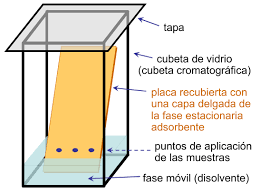 tapa
cubeta de vidrio
(cubeta cromatográfica)
placa recubierta con
una capa delgada de
la fase estacionaria
adsorbente
puntos de aplicación
de las muestras
fase móvil (disolvente)